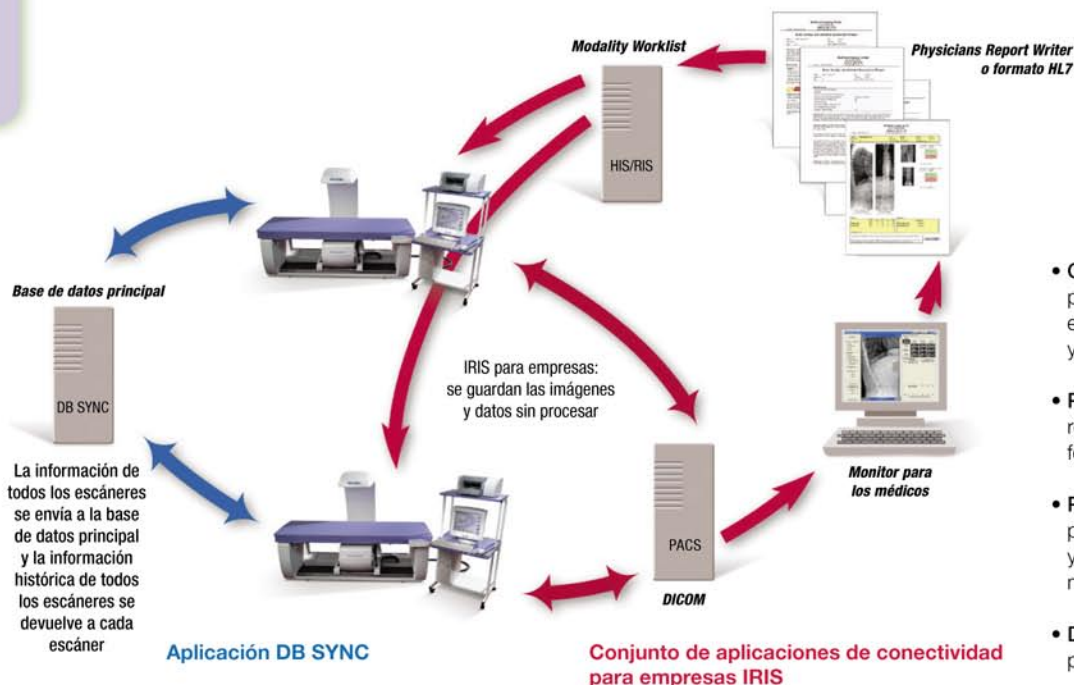 Modality Worklist
Physicians Report Writer
o formato HL7
HIS/RIS
Base de datos principal
DB SYNC
IRIS para empresas:
se guardan las imágenes
y datos sin procesar
La información de
todos los escáneres
se envía a la base
de datos principal
y la información
histórica de todos
los escáneres se
devuelve a cada
escáner
Monitor para
los médicos
PACS
DICOM
Aplicación DB SYNC
Conjunto de aplicaciones de conectividad
para empresas IRIS